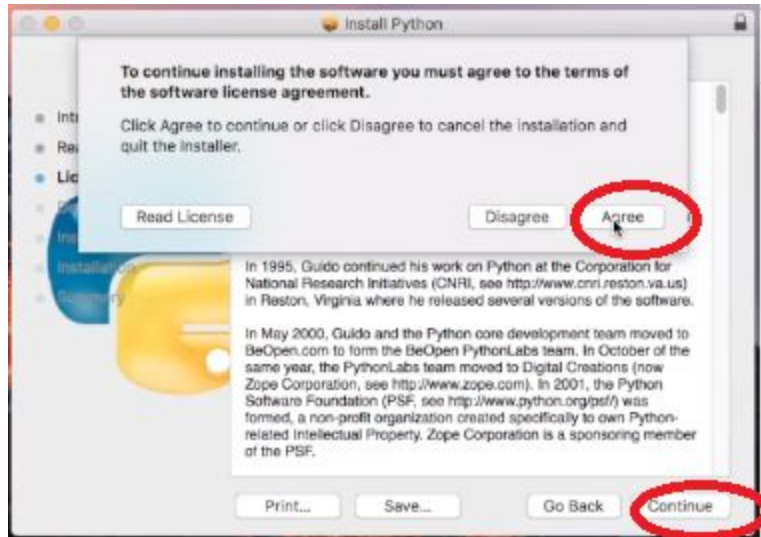 Install Python
To continue installing the software you must agree to the terms of
the software license agreement.
Click Agree to continue or click Disagree to cancel the installation and
quit the installer.
Int
Rea
Lic
Ins
Installation
Summary
Read License
Disagree
Agree
In 1995, Guido continued his work on Python at the Corporation for
National Research Initiatives (CNRI, see http://www.cnri.reston.va.us)
in Reston, Virginia where he released several versions of the software.
In May 2000, Guido and the Python core development team moved to
BeOpen.com to form the BeOpen PythonLabs team. In October of the
same year, the PythonLabs team moved to Digital Creations (now
Zope Corporation, see http://www.zope.com). In 2001, the Python
Software Foundation (PSF, see http://www.python.org/psf/) was
formed, a non-profit organization created specifically to own Python-
related Intellectual Property. Zope Corporation is a sponsoring member
of the PSF.
Print...
Save...
Go Back
Continue